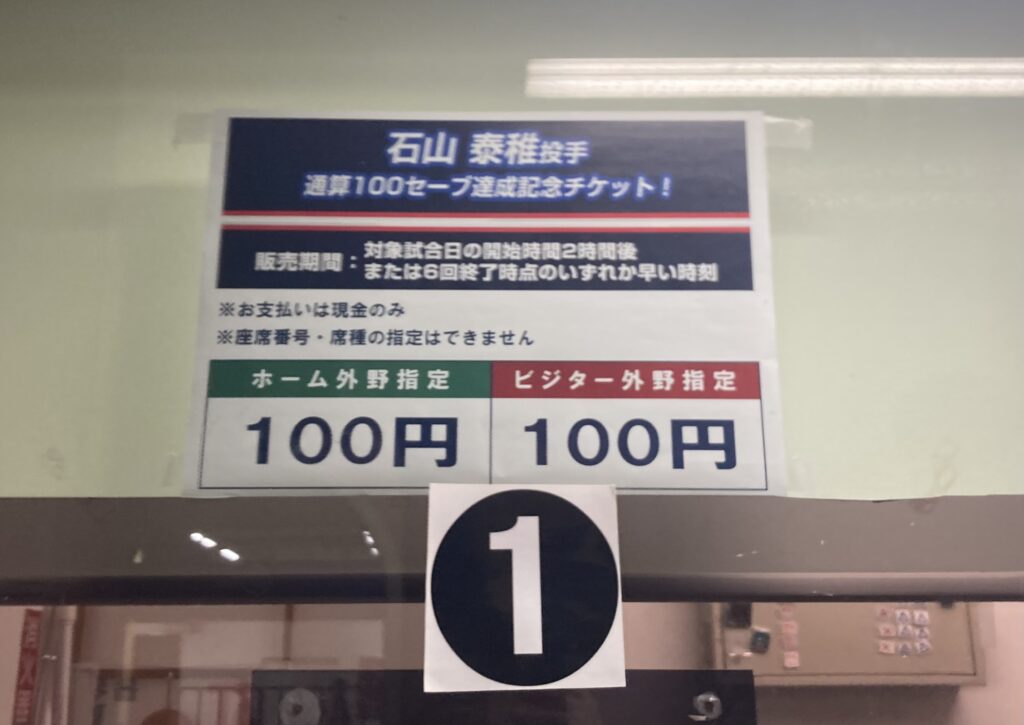 石山 泰稚投手
通算100セーブ達成記念チケット！
販売期間：対象試合日の開始時間2時間後
または6回終了時点のいずれか早い時刻
※お支払いは現金のみ
※座席番号・席種の指定はできません
ホーム外野指定 ビジター外野指定
100円 100円
1